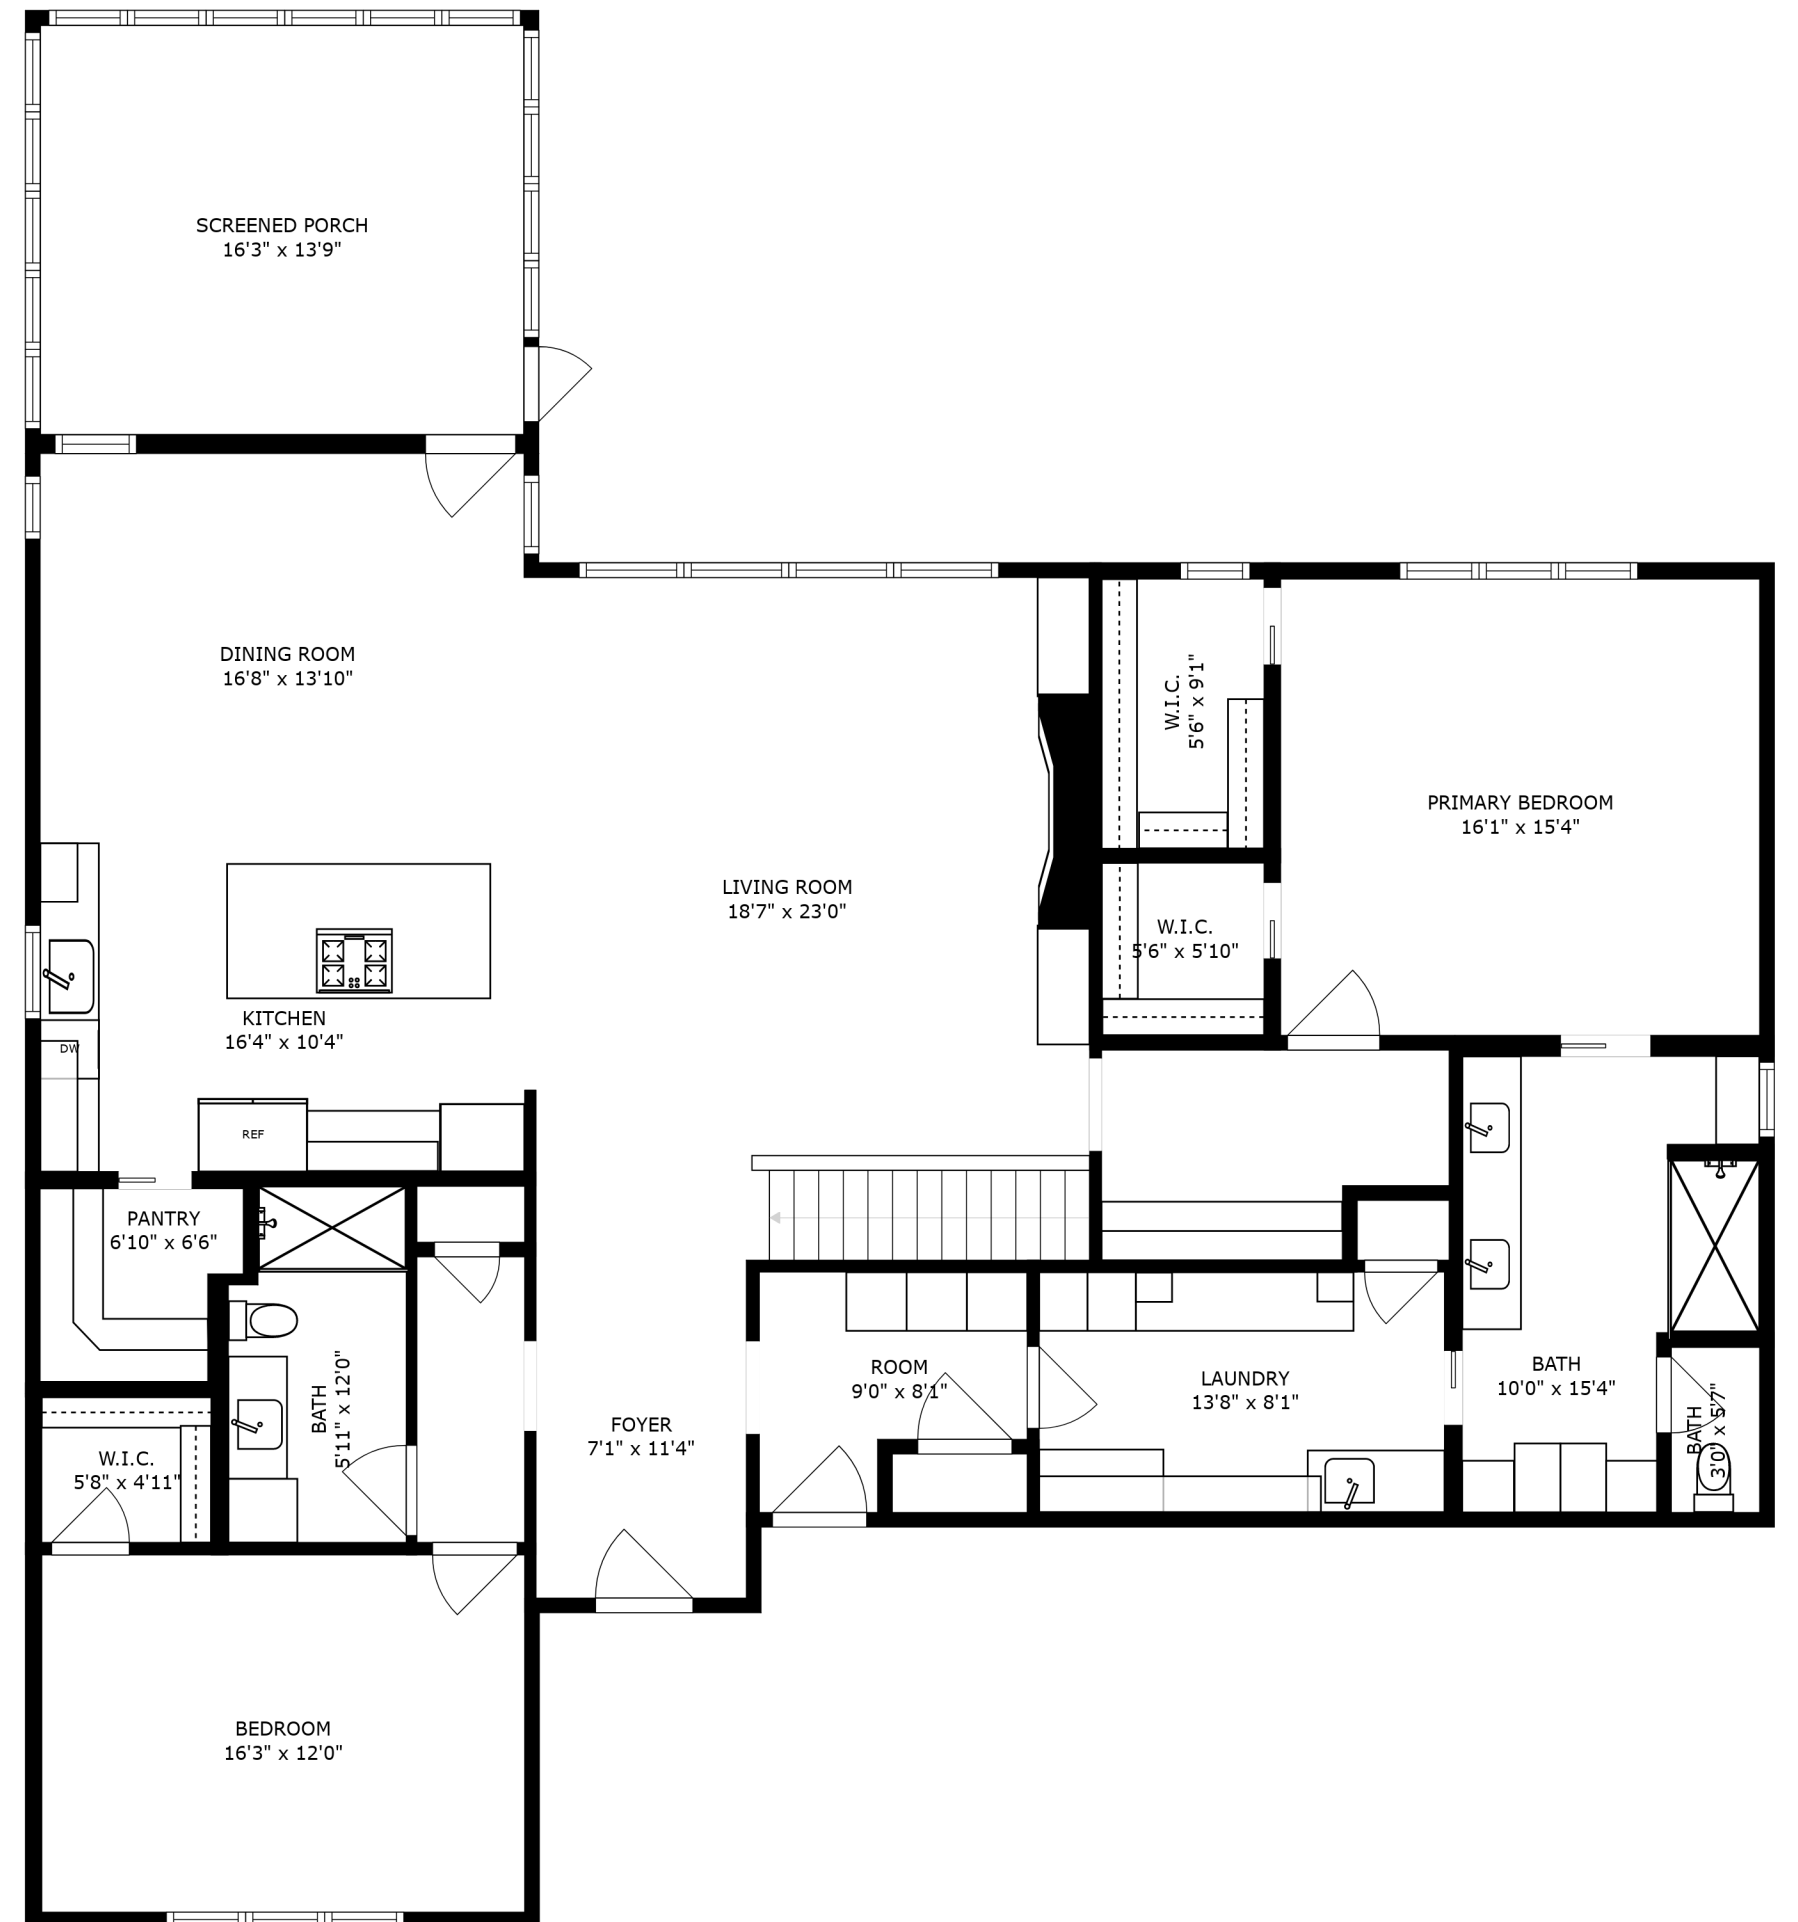 SCREENED PORCH
16'3" x 13'9"
DINING ROOM
16'8" x 13'10"
W.I.C.
5'6" x 9'1"
PRIMARY BEDROOM
16'1" x 15'4"
LIVING ROOM
18'7" x 23'0"
W.I.C.
5'6" x 5'10"
KITCHEN
16'4" x 10'4"
DW
REF
PANTRY
6'10" x 6'6"
BATH
5'11" x 12'0"
ROOM
9'0" x 8'1"
LAUNDRY
13'8" x 8'1"
BATH
10'0" x 15'4"
BATH
3'0" x 5'7"
FOYER
7'1" x 11'4"
W.I.C.
5'8" x 4'11"
BEDROOM
16'3" x 12'0"